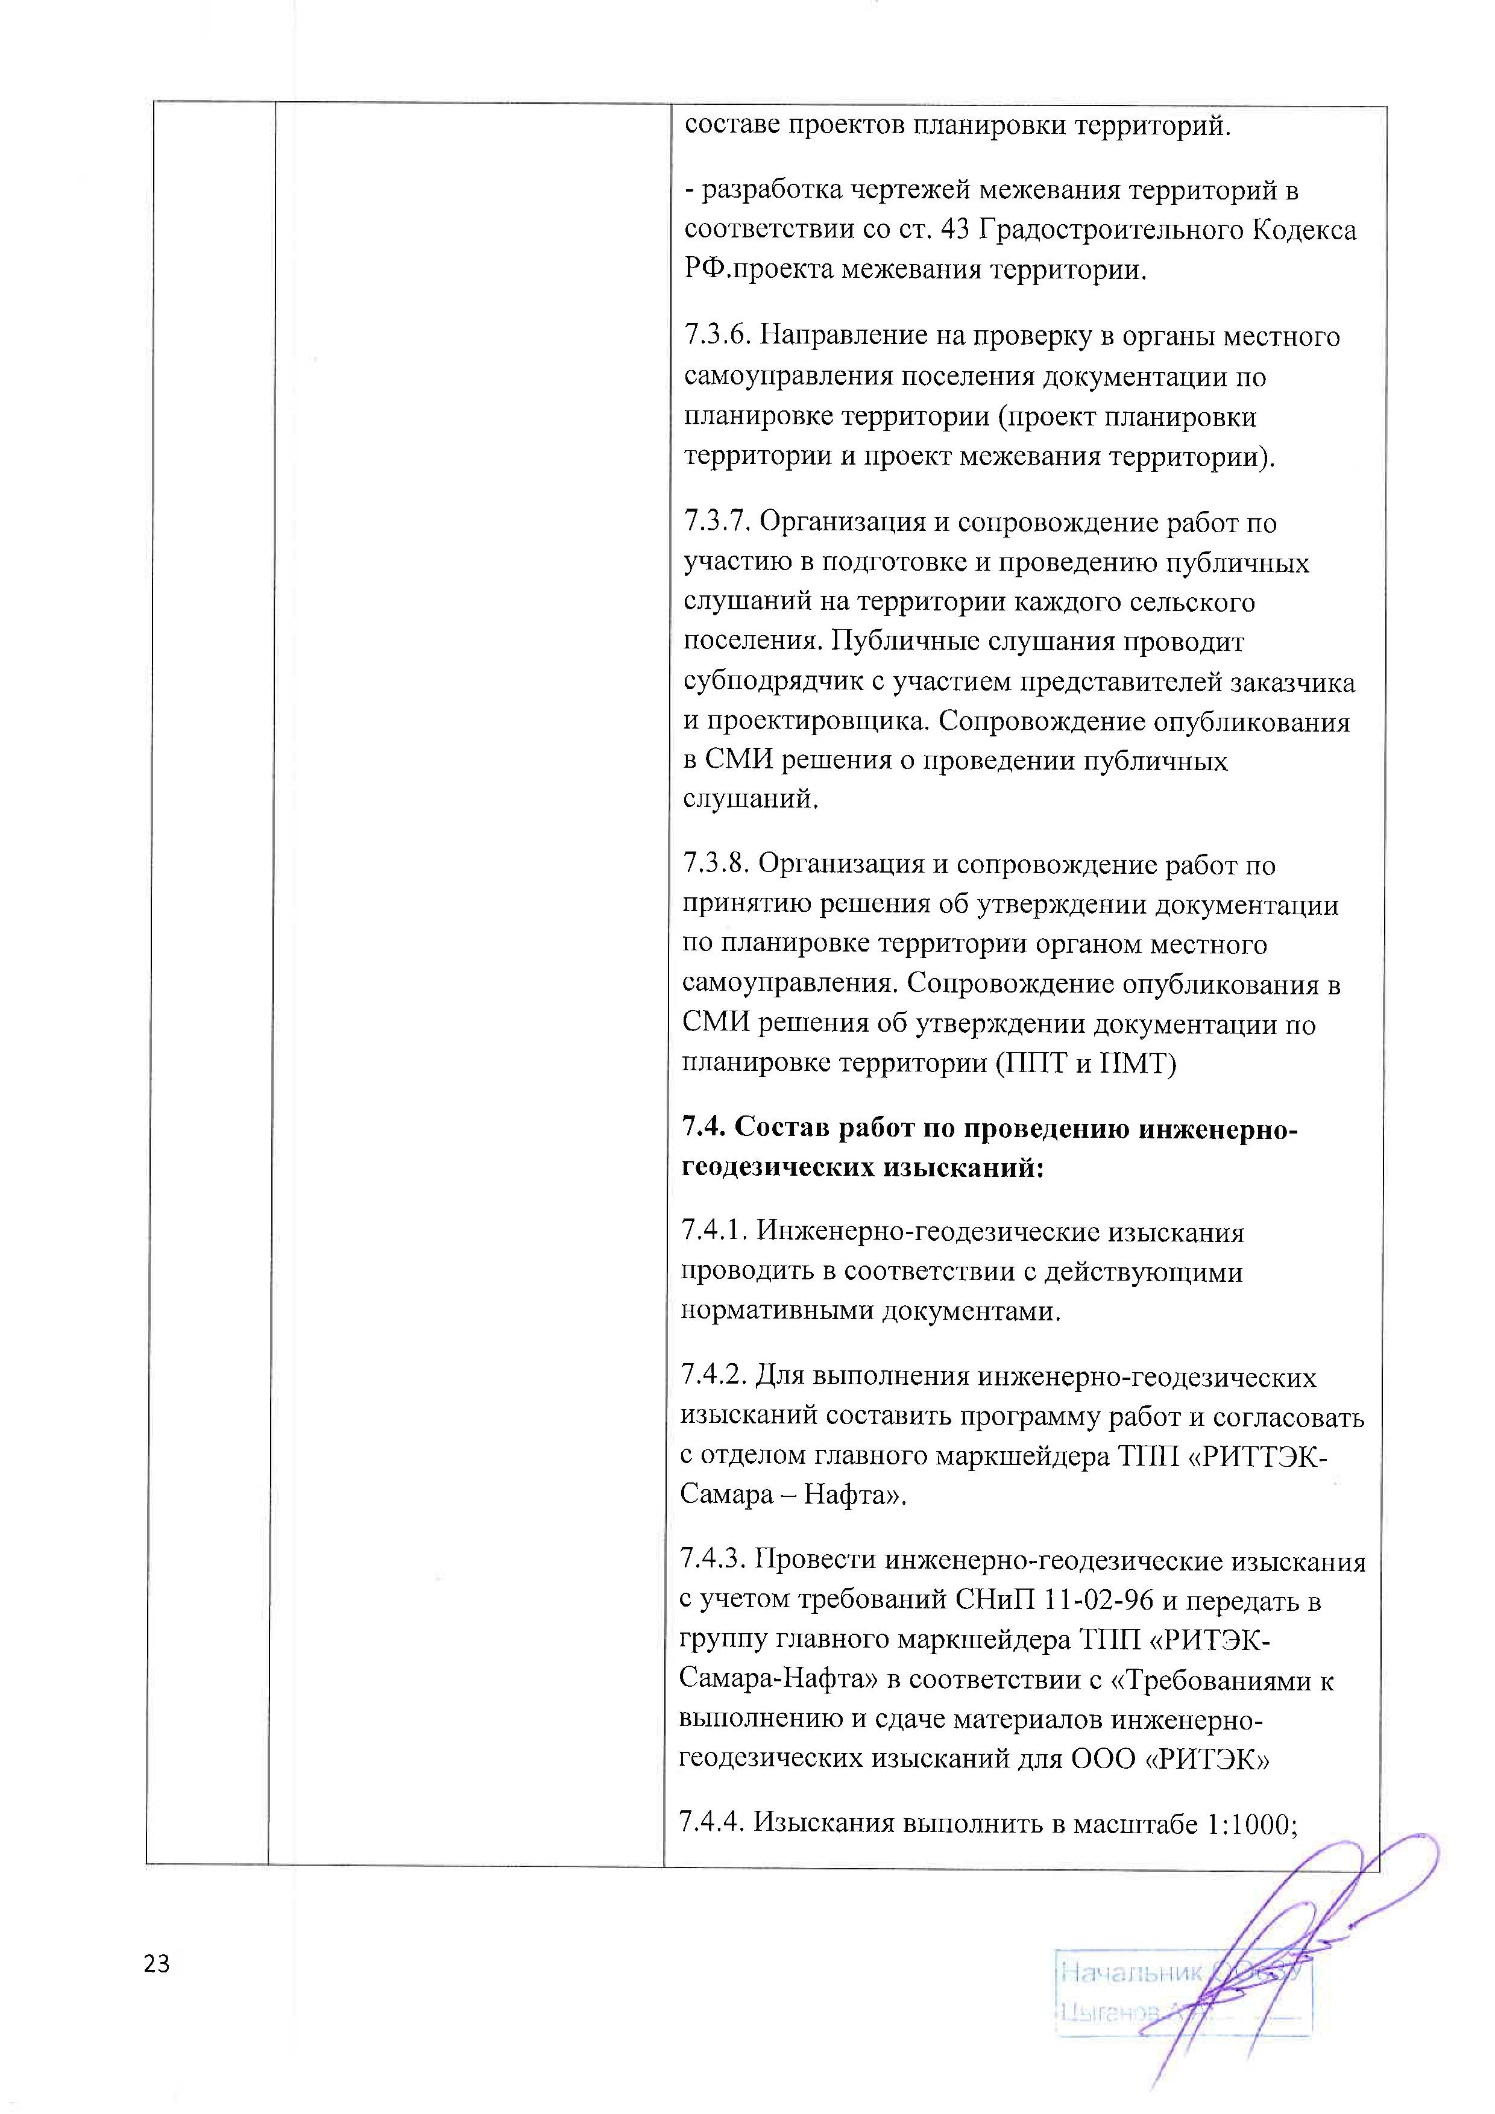 составе проектов планировки территорий.
- разработка чертежей межевания территорий в
соответствии со ст. 43 Градостроительного Кодекса
РФ.проекта межевания территории.
7.3.6. Направление на проверку в органы местного
самоуправления поселения документации по
планировке территории (проект планировки
территории и проект межевания территории).
7.3.7. Организация и сопровождение работ по
участию в подготовке и проведению публичных
слушаний на территории каждого сельского
поселения. Публичные слушания проводит
субподрядчик с участием представителей заказчика
и проектировщика. Сопровождение опубликования
в СМИ решения о проведении публичных
слушаний.
7.3.8. Организация и сопровождение работ по
принятию решения об утверждении документации
по планировке территории органом местного
самоуправления. Сопровождение опубликования в
СМИ решения об утверждении документации по
планировке территории (ППТ и ПМТ)
7.4. Состав работ по проведению инженерно-
геодезических изысканий:
7.4.1. Инженерно-геодезические изыскания
проводить в соответствии с действующими
нормативными документами.
7.4.2. Для выполнения инженерно-геодезических
изысканий составить программу работ и согласовать
с отделом главного маркшейдера ТПП «РИТТЭК-
Самара – Нафта».
7.4.3. Провести инженерно-геодезические изыскания
с учетом требований СНиП 11-02-96 и передать в
группу главного маркшейдера ТПП «РИТЭК-
Самара-Нафта» в соответствии с «Требованиями к
выполнению и сдаче материалов инженерно-
геодезических изысканий для ООО «РИТЭК»
7.4.4. Изыскания выполнить в масштабе 1:1000;
23
Начальник
Цыганов